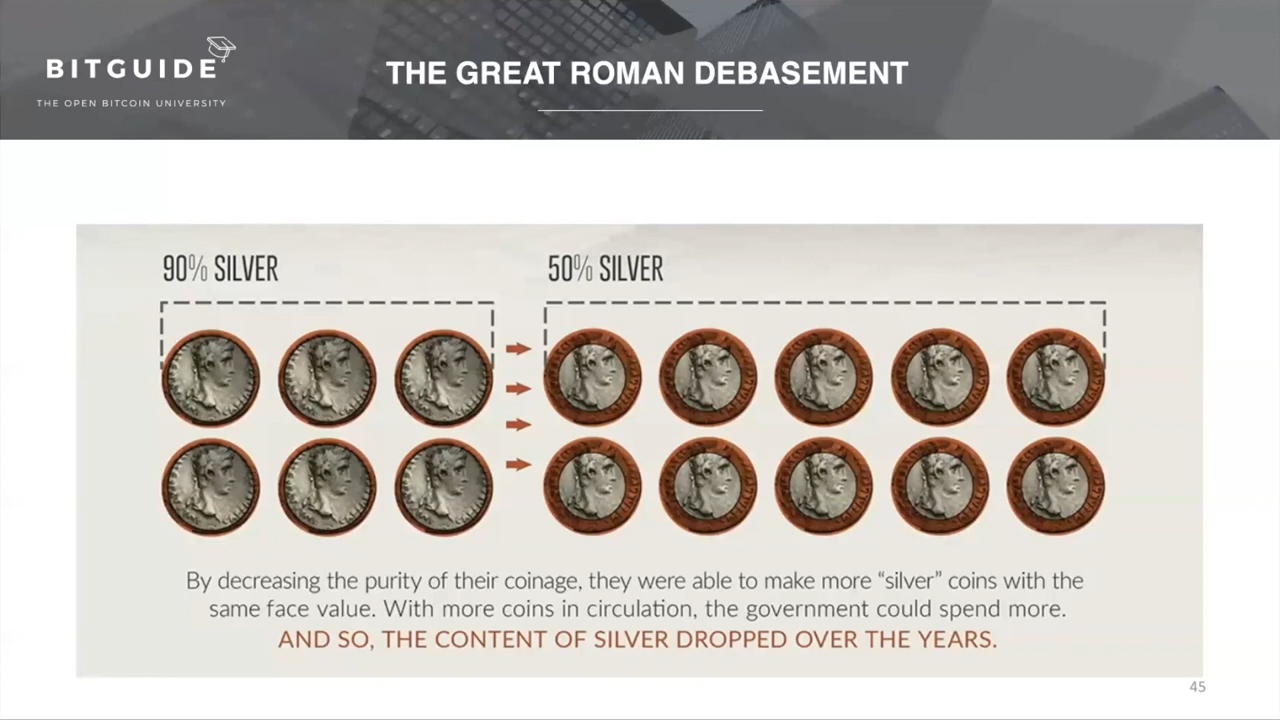 BITGUIDE
THE OPEN BITCOIN UNIVERSITY
THE GREAT ROMAN DEBASEMENT
90% SILVER
50% SILVER
By decreasing the purity of their coinage, they were able to make more “silver” coins with the
same face value. With more coins in circulation, the government could spend more.
AND SO, THE CONTENT OF SILVER DROPPED OVER THE YEARS.
45